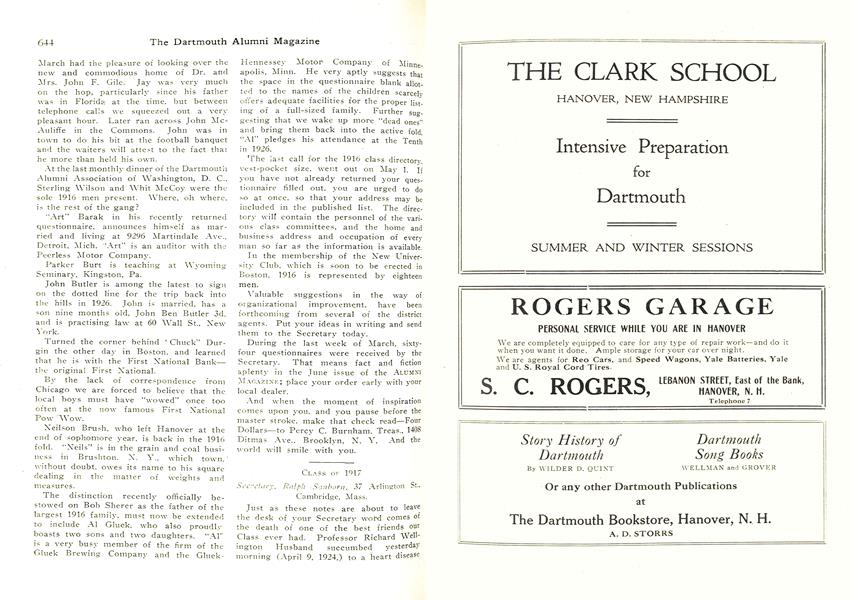 644
The Dartmouth Alumni Magazine
March had the pleasure of looking over the
new and commodious home of Dr. and
Mrs. John F. Gile. Jay was very much
on the hop, particularly since his father
was in Florida at the time, but between
telephone calls we squeezed out a very
pleasant hour. Later ran across John Mc-
Auliffe in the Commons. John was in
town to do his bit at the football banquet
and the waiters will attest to the fact that
he more than held his own.
At the last monthly dinner of the Dartmouth
Alumni Association of Washington, D. C.,
Sterling Wilson and Whit McCoy were the
sole 1916 men present. Where, oh where,
is the rest of the gang?
"Art" Barak in his recently returned
questionnaire, announces himself as mar-
ried and living at 9296 Martindale Ave.,
Detroit, Mich. "Art" is an auditor with the
Peerless Motor Company.
Parker Burt is teaching at Wyoming
Seminary, Kingston, Pa.
John Butler is among the latest to sign
on the dotted line for the trip back into
the hills in 1926. John is married, has a
son nine months old, John Ben Butler 3d,
and is practising law at 60 Wall St., New
York.
Turned the corner behind 'Chuck" Dur-
gin the other day in Boston, and learned
that he is with the First National Bank—
the original First National.
By the lack of correspondence from
Chicago we are forced to believe that the
local boys must have "wowed" once too
often at the now famous First National
Pow Wow.
Neilson Brush, who left Hanover at the
end of sophomore year, is back in the 1916
fold. "Neils" is in the grain and coal busi-
ness in Brushton, N. Y., which town,
without doubt, owes its name to his square
dealing in the matter of weights and
measures.
The distinction recently officially be-
stowed on Bob Sherer as the father of the
largest 1916 family, must now be extended
to include Al Gluek, who also proudly
boasts two sons and two daughters. "Al"
is a very busy member of the firm of the
Gluek Brewing Company and the Gluek-
Hennessey Motor Company of Minne-
apolis, Minn. He very aptly suggests that
the space in the questionnaire blank allot-
ted to the names of the children scarcely
offers adequate facilities for the proper list-
ing of a full-sized family. Further sug-
gesting that we wake up more "dead ones"
and bring them back into the active fold,
"Al" pledges his attendance at the Tenth
in 1926.
The last call for the 1916 class directory,
vest-pocket size, went out on May 1. If
you have not already returned your ques-
tionnaire filled out, you are urged to do
so at once, so that your address may be
included in the published list. The direc-
tory will contain the personnel of the vari-
ous class committees, and the home and
business address and occupation of every
man so far as the information is available.
In the membership of the New Univer-
sity Club, which is soon to be erected in
Boston, 1916 is represented by eighteen
men.
Valuable suggestions in the way of
organizational improvement, have been
forthcoming from several of the district
agents. Put your ideas in writing and send
them to the Secretary today.
During the last week of March, sixty-
four questionnaires were received by the
Secretary. That means fact and fiction
aplenty in the June issue of the ALUMNI
MAGAZINE; place your order early with your
local dealer.
And when the moment of inspiration
comes upon you, and you pause before the
master stroke, make that check read—Four
Dollars—to Percy C. Burnham, Treas., 1408
Ditmas Ave., Brooklyn, N. Y. And the
world will smile with you.
CLASS OF 1917
Secretary, Ralph Sanborn, 37 Arlington St.,
Cambridge, Mass.
Just as these notes are about to leave
the desk of your Secretary word comes of
the death of one of the best friends our
Class ever had. Professor Richard Well-
ington Husband succumbed yesterday
morning (April 9, 1924,) to a heart disease
THE CLARK SCHOOL
HANOVER, NEW HAMPSHIRE
Intensive Preparation
for
Dartmouth
SUMMER AND WINTER SESSIONS
ROGERS GARAGE
PERSONAL SERVICE WHILE YOU ARE IN HANOVER
We are completely equipped to care for any type of repair work—and do it
when you want it done. Ample storage for your car over night.
We are agents for Reo Cars, and Speed Wagons, Yale Batteries, Yale
and U. S. Royal Cord Tires.
S. C. ROGERS, LEBANON STREET, East of the Bank,
HANOVER, N. H.
Telephone 7
Story History of
Dartmouth
By WILDER D. QUINT
Dartmouth
Song Books
WELLMAN and GROVER
Or any other Dartmouth Publications
at
The Dartmouth Bookstore, Hanover, N. H.
A. D. STORRS